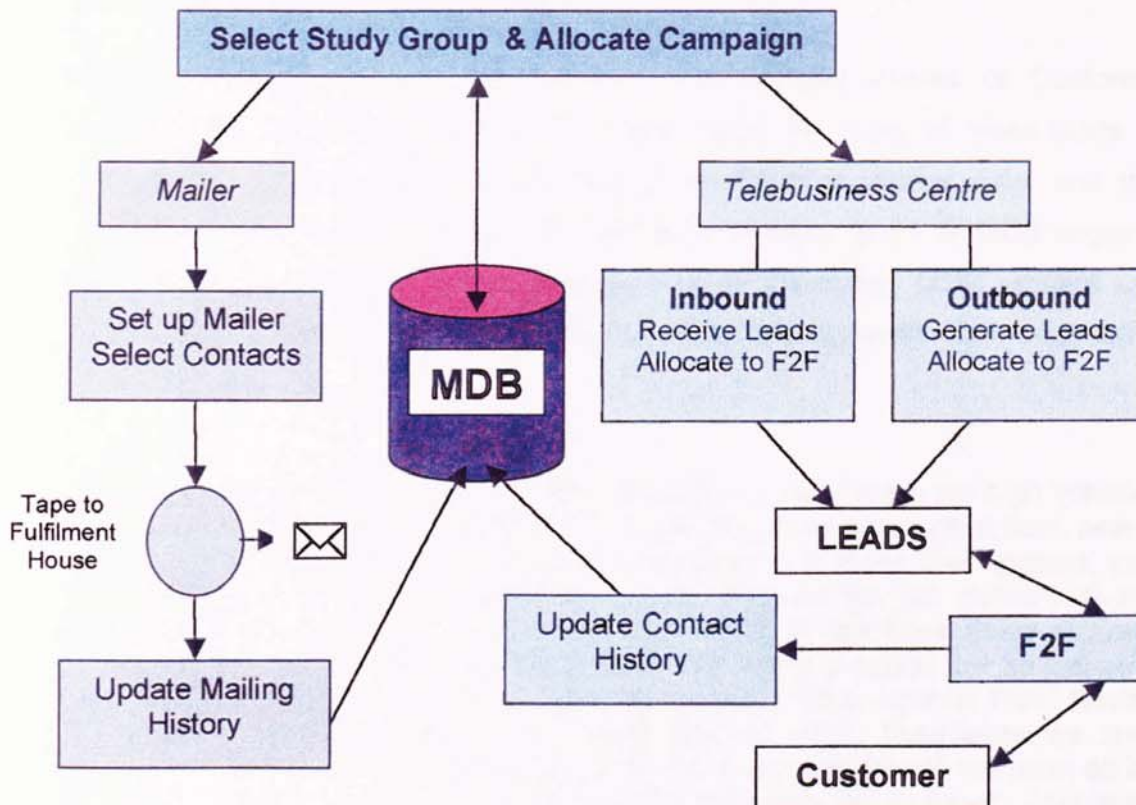 Select Study Group & Allocate Campaign
Mailer
Telebusiness Centre
Set up Mailer
Select Contacts
MDB
Inbound
Receive Leads
Allocate to F2F
Outbound
Generate Leads
Allocate to F2F
Tape to
Fulfilment
House
LEADS
Update Contact
History
F2F
Update Mailing
History
Customer